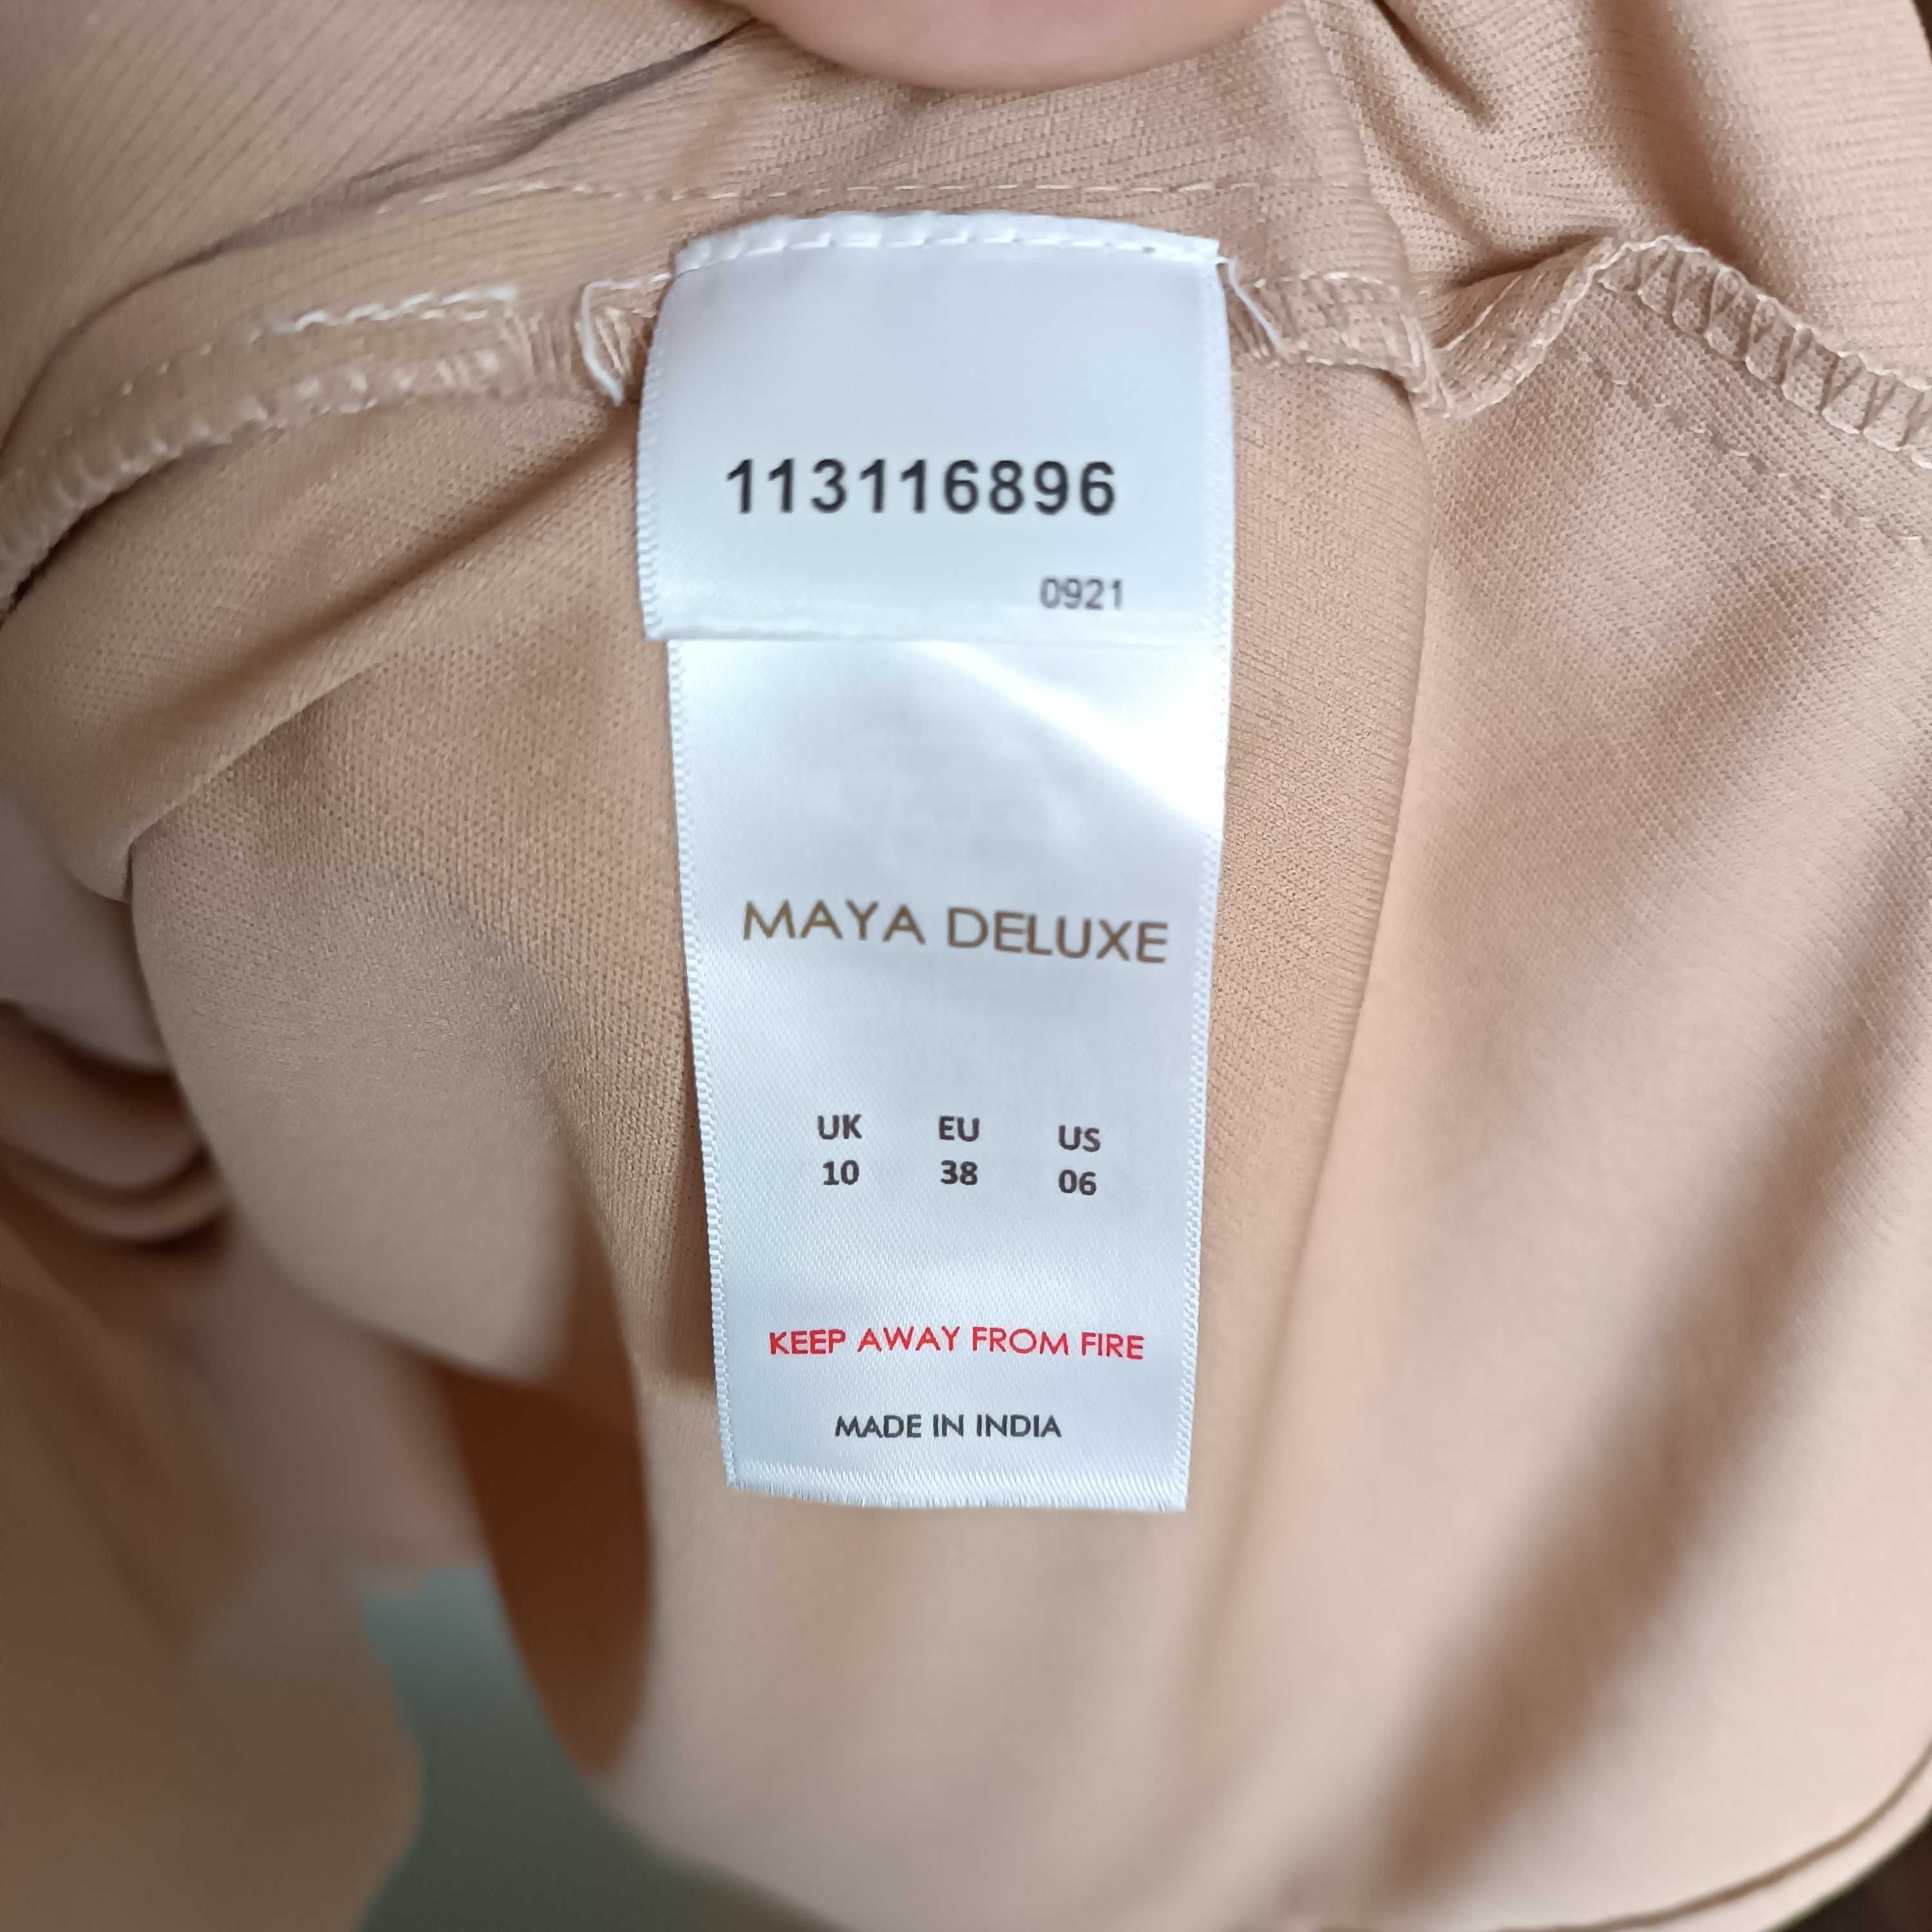 113116896
0921
MAYA DELUXE
UK EU US
10 38 06
KEEP AWAY FROM FIRE
MADE IN INDIA